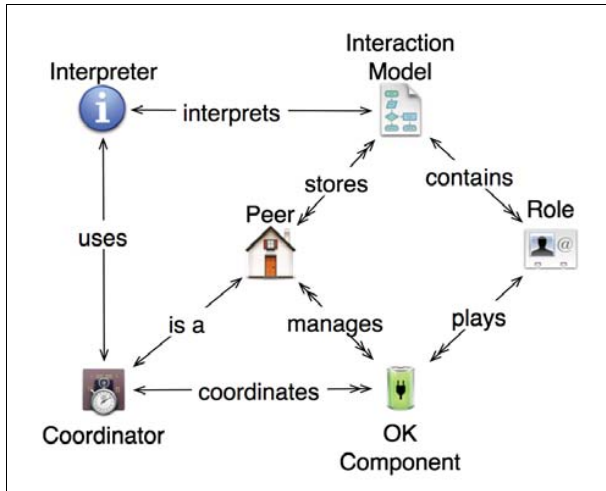 Interaction
Model
Interpreter
interprets
stores
contains
Peer
Role
uses
is a
manages
plays
coordinates
Coordinator
OK
Component